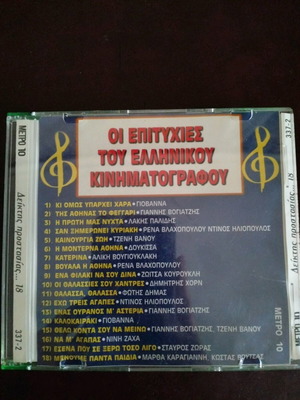 ΟΙ ΕΠΙΤΥΧΙΕΣ
ΤΟΥ ΕΛΛΗΝΙΚΟΥ
ΚΙΝΗΜΑΤΟΓΡΑΦΟΥ
1) ΚΙ ΟΜΩΣ ΥΠΑΡΧΕΙ ΧΑΡΑ · ΓΙΟΒΑΝΝΑ
2) ΤΗΣ ΑΘΗΝΑΣ ΤΟ ΦΕΓΓΑΡΙ · ΓΙΑΝΝΗΣ ΒΟΓΙΑΤΖΗΣ
3) Η ΠΡΩΤΗ ΜΑΣ ΝΥΧΤΑ · ΛΑΚΗΣ ΠΑΛΙΔΗΣ
4) ΣΑΝ ΞΗΜΕΡΩΝΕΙ ΚΥΡΙΑΚΗ · ΡΕΝΑ ΒΛΑΧΟΠΟΥΛΟΥ ΝΤΙΝΟΣ ΗΛΙΟΠΟΥΛΟΣ
5) ΚΑΙΝΟΥΡΓΙΑ ΖΩΗ · ΤΖΕΝΗ ΒΑΝΟΥ
6) Η ΜΟΝΤΕΡΝΑ ΑΘΗΝΑ · ΔΟΥΚΙΣΣΑ
7) ΚΑΤΕΡΙΝΑ · ΑΛΙΚΗ ΒΟΥΓΙΟΥΚΛΑΚΗ
8) ΒΟΥΑΛΑ Η ΑΘΗΝΑ · ΡΕΝΑ ΒΛΑΧΟΠΟΥΛΟΥ
9) ΕΝΑ ΦΙΛΑΚΙ ΝΑ ΣΟΥ ΔΙΝΑ · ΖΩΙΤΣΑ ΚΟΥΡΟΥΚΛΗ
10) ΟΙ ΘΑΛΑΣΣΙΕΣ ΣΟΥ ΧΑΝΤΡΕΣ · ΔΗΜΗΤΡΗΣ ΧΟΡΝ
11) ΘΑΛΑΣΣΑ, ΘΑΛΑΣΣΑ · ΦΩΤΗΣ ΔΗΜΑΣ
12) ΕΧΩ ΤΡΕΙΣ ΑΓΑΠΕΣ · ΝΤΙΝΟΣ ΗΛΙΟΠΟΥΛΟΣ
13) ΕΝΑΣ ΟΥΡΑΝΟΣ Μ' ΑΣΤΕΡΙΑ · ΓΙΑΝΝΗΣ ΒΟΓΙΑΤΖΗΣ
14) ΚΑΛΟΚΑΙΡΑΚΙ · ΓΙΟΒΑΝΝΑ
15) ΘΕΛΩ ΚΟΝΤΑ ΣΟΥ ΝΑ ΜΕΙΝΩ · ΓΙΑΝΝΗΣ ΒΟΓΙΑΤΖΗΣ, ΤΖΕΝΗ ΒΑΝΟΥ
16) ΝΑ Μ' ΑΓΑΠΑΣ · ΝΙΝΗ ΖΑΧΑ
17) ΕΣΕΝΑ ΠΟΥ ΣΕ ΞΕΡΩ ΤΟΣΟ ΛΙΓΟ · ΣΤΑΥΡΟΣ ΖΩΡΑΣ
18) ΜΕΝΟΥΜΕ ΠΑΝΤΑ ΠΑΙΔΙΑ · ΜΑΡΘΑ ΚΑΡΑΓΙΑΝΝΗ, ΚΩΣΤΑΣ ΒΟΥΤΣΑΣ
ΜΕΤΡΟ 10
ΜΕΤΡΟ 10
Δείκτης προστασίας 18
337-2
337-2
Δείκτης προστασίας 18
ΜΕΤΡΟ 10